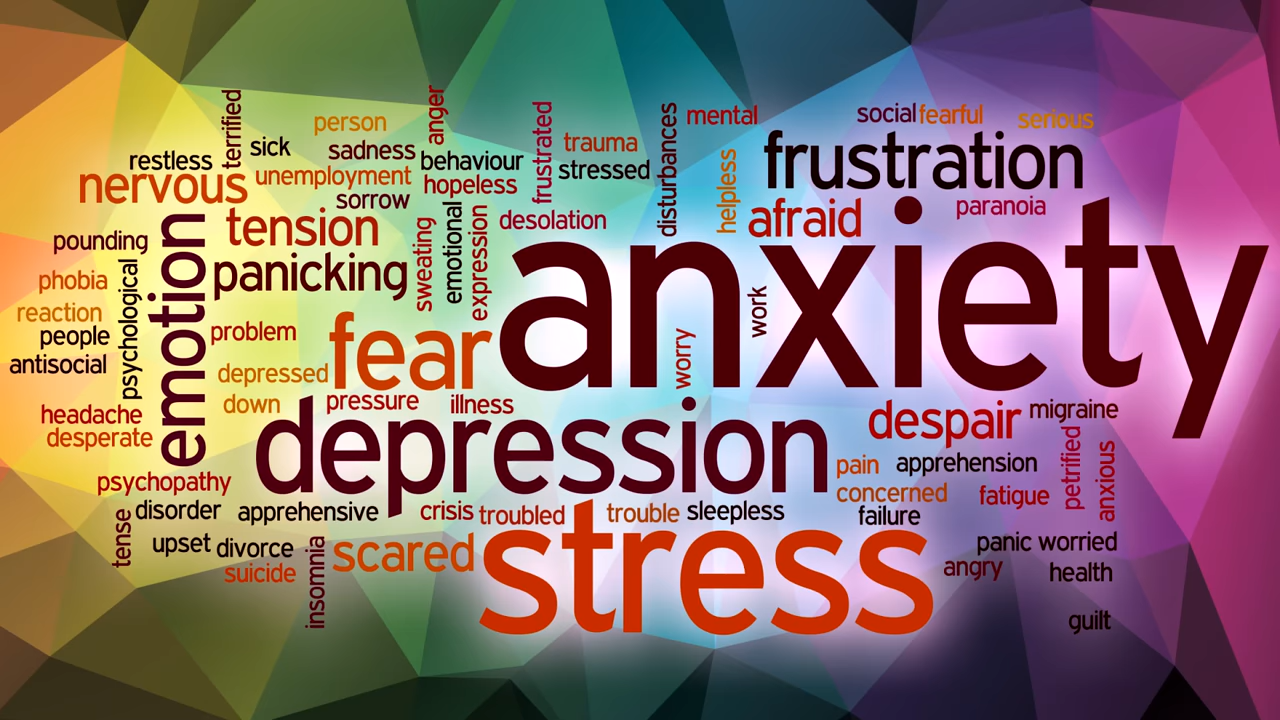 terrified
anger
person
frustrated
disturbances
mental
social
fearful
serious
restless
sick
sadness
behaviour
trauma
stressed
helpless
frustration
nervous
unemployment
hopeless
sorrow
desolation
afraid
paranoia
pounding
emotion
tension
sweating
emotional
expression
anxiety
phobia
psychological
panicking
work
reaction
people
problem
fear
worry
antisocial
depressed
headache
down
pressure
illness
depression
despair
migraine
desperate
pain
apprehension
petrified
anxious
psychopathy
concerned
fatigue
tense
disorder
apprehensive
crisis
troubled
trouble
sleepless
failure
upset
divorce
insomnia
scared
stress
panic
worried
suicide
angry
health
guilt